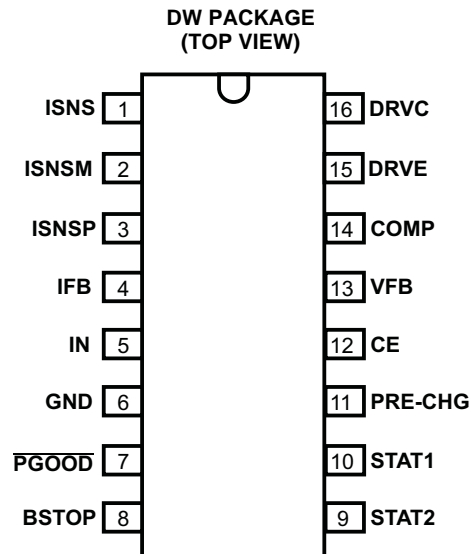 DW PACKAGE
(TOP VIEW)
ISNS 1 16 DRVC
ISNSM 2 15 DRVE
ISNSP 3 14 COMP
IFB 4 13 VFB
IN 5 12 CE
GND 6 11 PRE-CHG
PGOOD 7 10 STAT1
BSTOP 8 9 STAT2